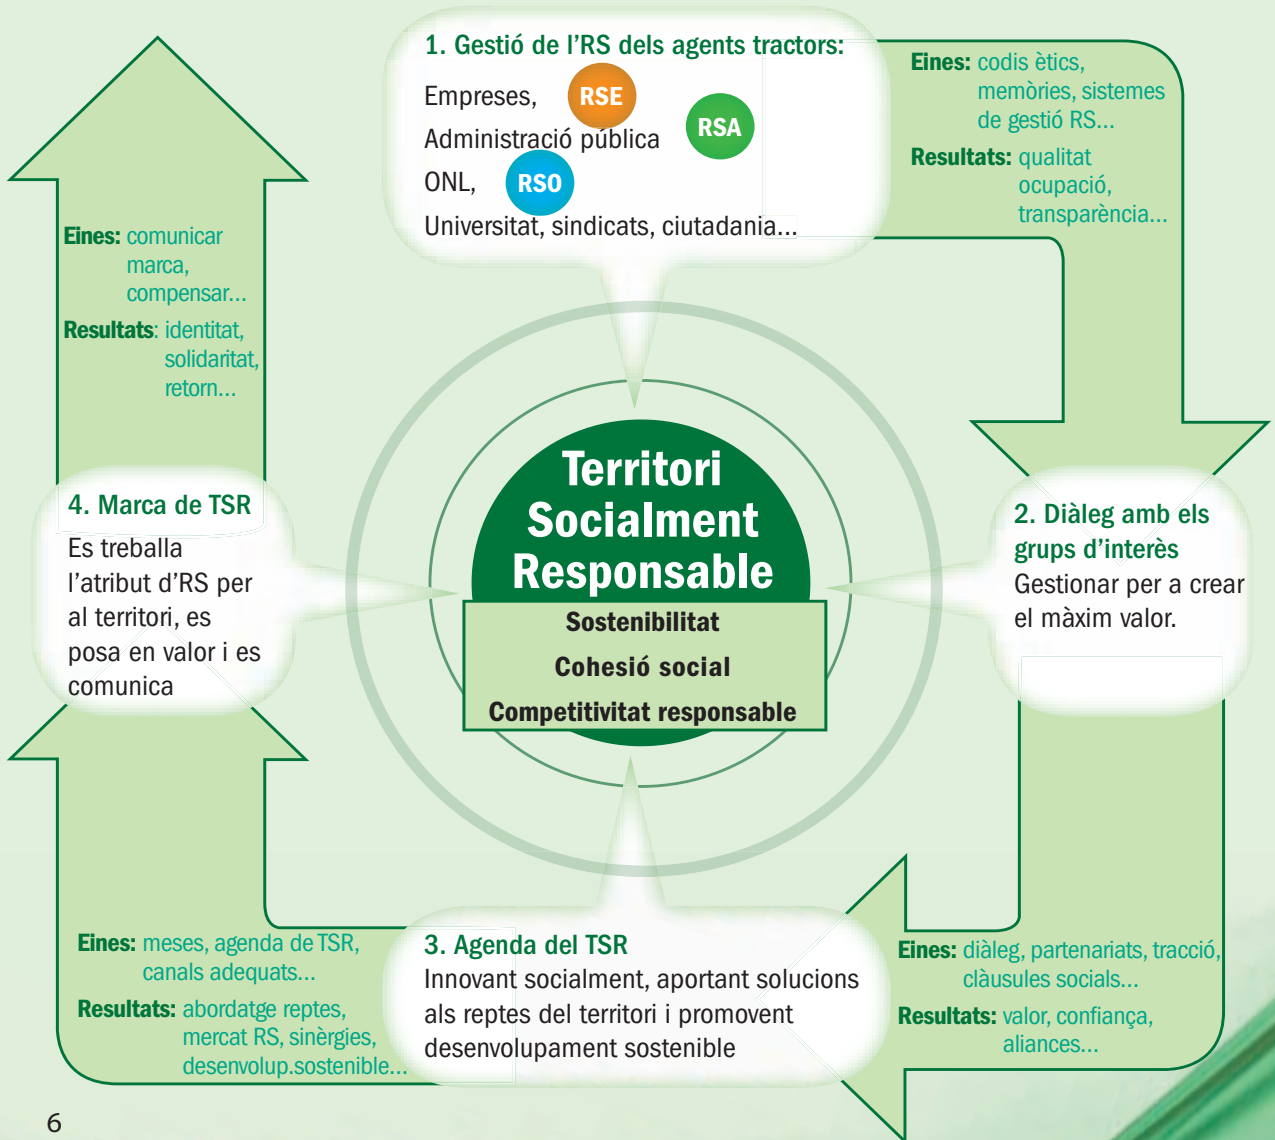 1. Gestió de l’RS dels agents tractors:
Empreses, RSE
Administració pública RSA
ONL, RSO
Universitat, sindicats, ciutadania...
Eines: codis ètics,
memòries, sistemes
de gestió RS...
Resultats: qualitat
ocupació,
transparència...
Eines: comunicar
marca,
compensar...
Resultats: identitat,
solidaritat,
retorn...
Territori
Socialment
Responsable
Sostenibilitat
Cohesió social
Competitivitat responsable
4. Marca de TSR
Es treballa
l’atribut d’RS per
al territori, es
posa en valor i es
comunica
2. Diàleg amb els
grups d’interès
Gestionar per a crear
el màxim valor.
Eines: meses, agenda de TSR,
canals adequats...
Resultats: abordatge reptes,
mercat RS, sinèrgies,
desenvolup.sostenible...
3. Agenda del TSR
Innovant socialment, aportant solucions
als reptes del territori i promovent
desenvolupament sostenible
Eines: diàleg, partenariats, tracció,
clàusules socials...
Resultats: valor, confiança,
aliances...
6